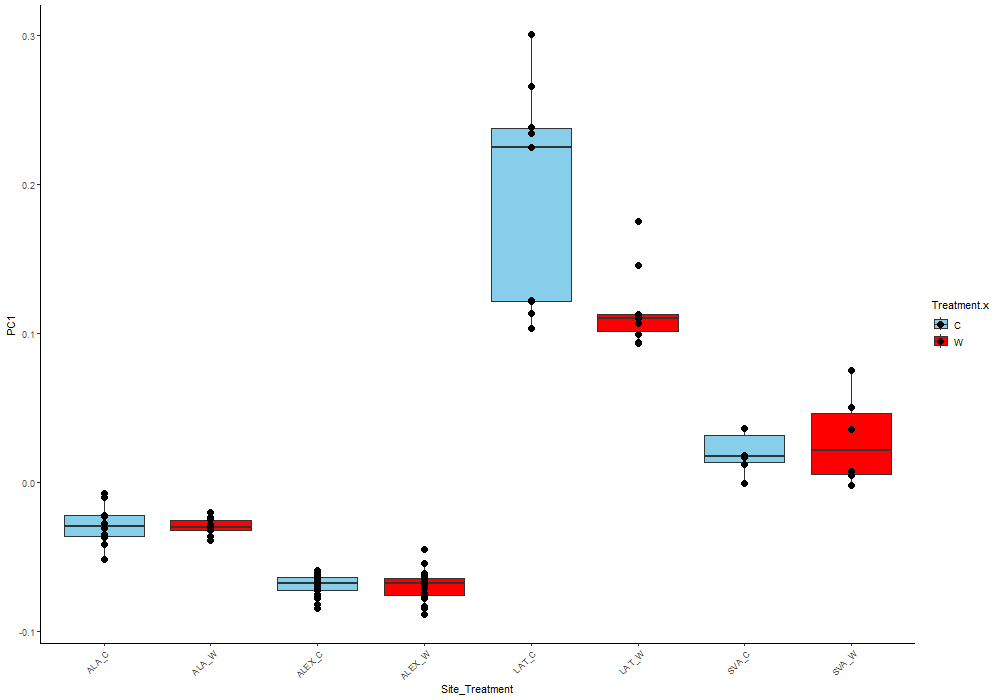 0.3
0.2
0.1
0.0
-0.1
PC1
ALA_C
ALA_W
ALEX_C
ALEX_W
LAT_C
LAT_W
SVA_C
SVA_W
Site_Treatment
Treatment.x
C
W